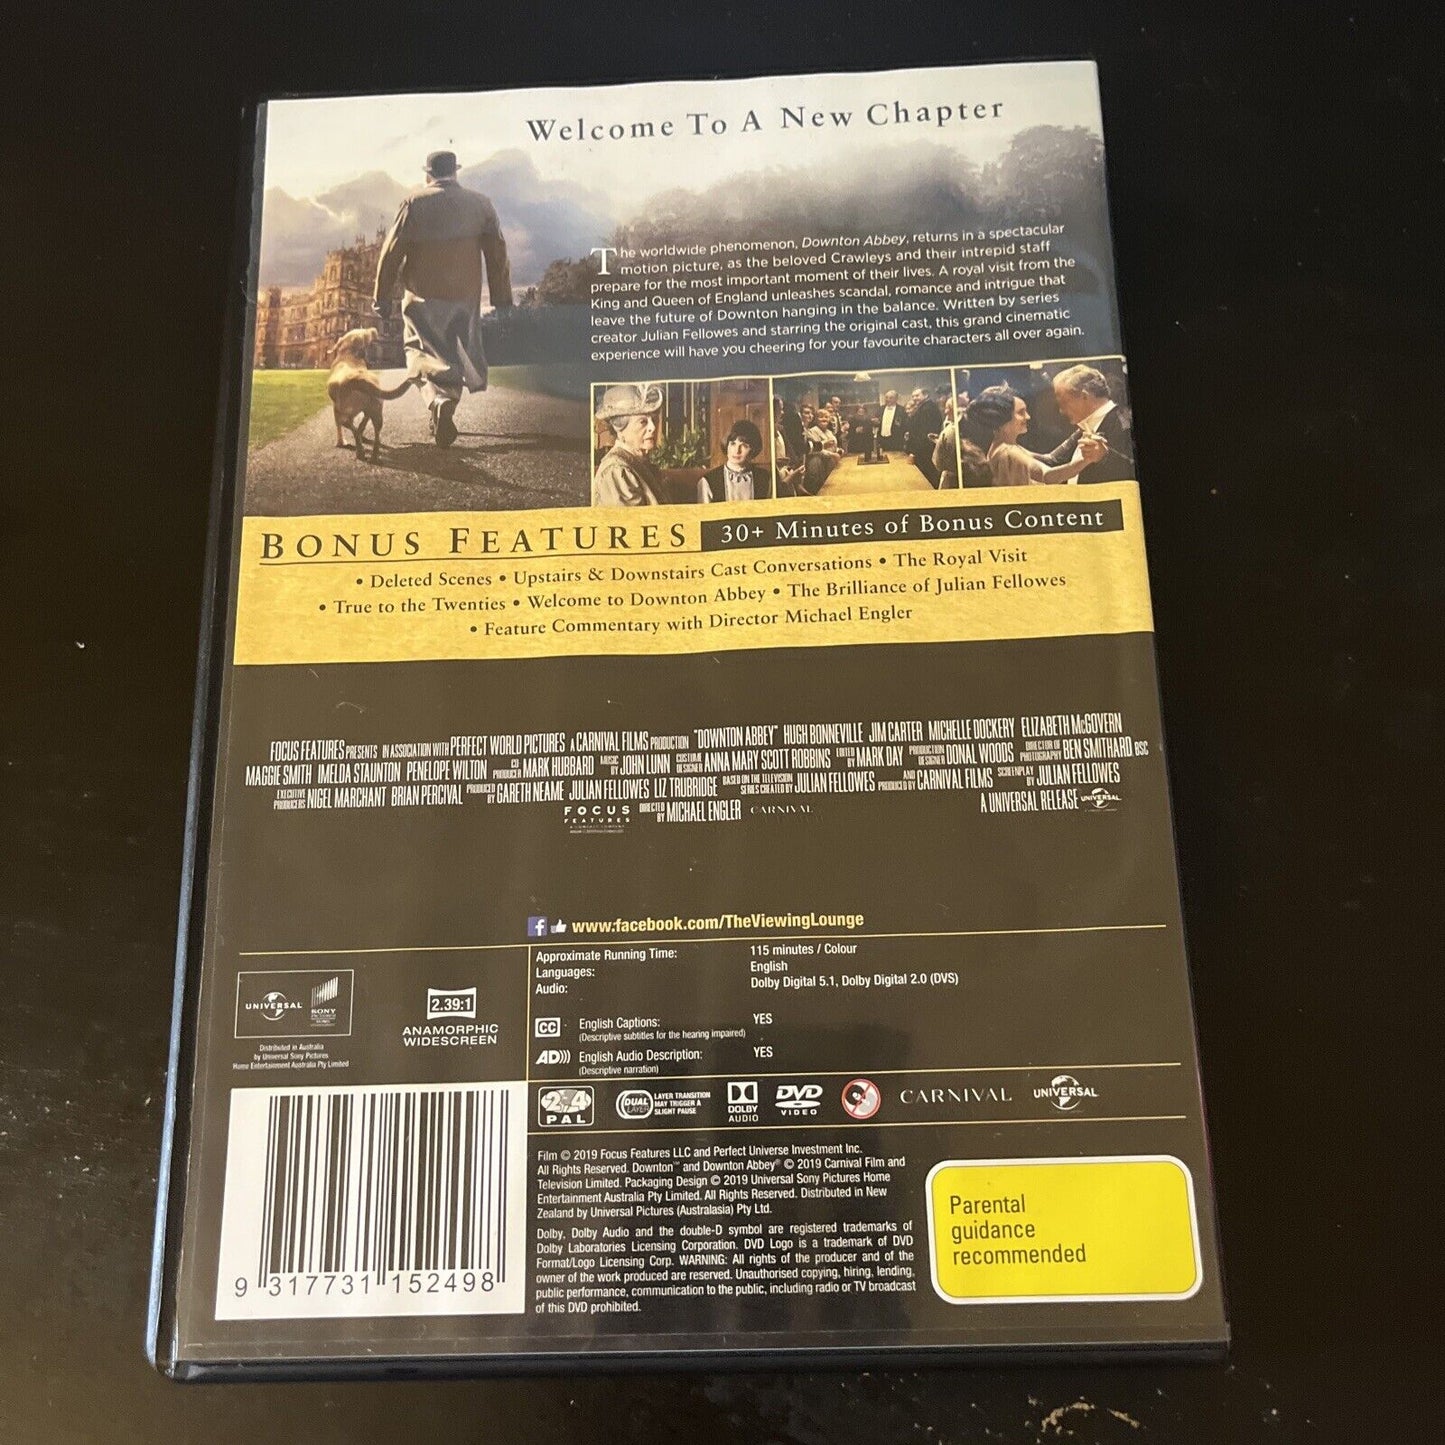 Welcome To A New Chapter
The worldwide phenomenon, Downton Abbey, returns in a spectacular
motion picture, as the beloved Crawleys and their intrepid staff
prepare for the most important moment of their lives. A royal visit from the
King and Queen of England unleashes scandal, romance and intrigue that
leave the future of Downton hanging in the balance. Written by series
creator Julian Fellowes and starring the original cast, this grand cinematic
experience will have you cheering for your favourite characters all over again.
BONUS FEATURES 30+ Minutes of Bonus Content
• Deleted Scenes • Upstairs & Downstairs Cast Conversations • The Royal Visit
• True to the Twenties • Welcome to Downton Abbey • The Brilliance of Julian Fellowes
• Feature Commentary with Director Michael Engler
FOCUS FEATURES PRESENTS IN ASSOCIATION WITH PERFECT WORLD PICTURES A CARNIVAL FILMS PRODUCTION "DOWNTON ABBEY" HUGH BONNEVILLE JIM CARTER MICHELLE DOCKERY ELIZABETH McGOVERN
MAGGIE SMITH IMELDA STAUNTON PENELOPE WILTON CO PRODUCER MARK HUBBARD MUSIC BY JOHN LUNN COSTUME DESIGNER ANNA MARY SCOTT ROBBINS EDITED BY MARK DAY PRODUCTION DESIGNER DONAL WOODS DIRECTOR OF PHOTOGRAPHY BEN SMITHARD BSC
EXECUTIVE PRODUCERS NIGEL MARCHANT BRIAN PERCIVAL PRODUCED BY GARETH NEAME JULIAN FELLOWES LIZ TRUBRIDGE BASED ON THE TELEVISION SERIES CREATED BY JULIAN FELLOWES AND PRODUCED BY CARNIVAL FILMS SCREENPLAY BY JULIAN FELLOWES
FOCUS FEATURES DIRECTED BY MICHAEL ENGLER CARNIVAL A UNIVERSAL RELEASE UNIVERSAL
www.facebook.com/TheViewingLounge
Approximate Running Time: 115 minutes / Colour
Languages: English
Audio: Dolby Digital 5.1, Dolby Digital 2.0 (DVS)
CC English Captions: YES
(Descriptive subtitles for the hearing impaired)
AD))) English Audio Description: YES
(Descriptive narration)
UNIVERSAL SONY
Distributed in Australia
by Universal Sony Pictures
Home Entertainment Australia Pty Limited
2.39:1
ANAMORPHIC
WIDESCREEN
2 4 PAL DUAL LAYER LAYER TRANSITION MAY TRIGGER A SLIGHT PAUSE DOLBY AUDIO DVD VIDEO CARNIVAL UNIVERSAL
Film © 2019 Focus Features LLC and Perfect Universe Investment Inc.
All Rights Reserved. Downton™ and Downton Abbey® © 2019 Carnival Film and
Television Limited. Packaging Design © 2019 Universal Sony Pictures Home
Entertainment Australia Pty Limited. All Rights Reserved. Distributed in New
Zealand by Universal Pictures (Australasia) Pty Ltd.
Dolby, Dolby Audio and the double-D symbol are registered trademarks of
Dolby Laboratories Licensing Corporation. DVD Logo is a trademark of DVD
Format/Logo Licensing Corp. WARNING: All rights of the producer and of the
owner of the work produced are reserved. Unauthorised copying, hiring, lending,
public performance, communication to the public, including radio or TV broadcast
of this DVD prohibited.
Parental
guidance
recommended
9 317731 152498